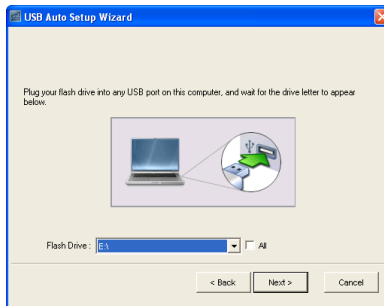 USB Auto Setup Wizard
Plug your flash drive into any USB port on this computer, and wait for the drive letter to appear
below.
Flash Drive : E:\ All
< Back Next > Cancel